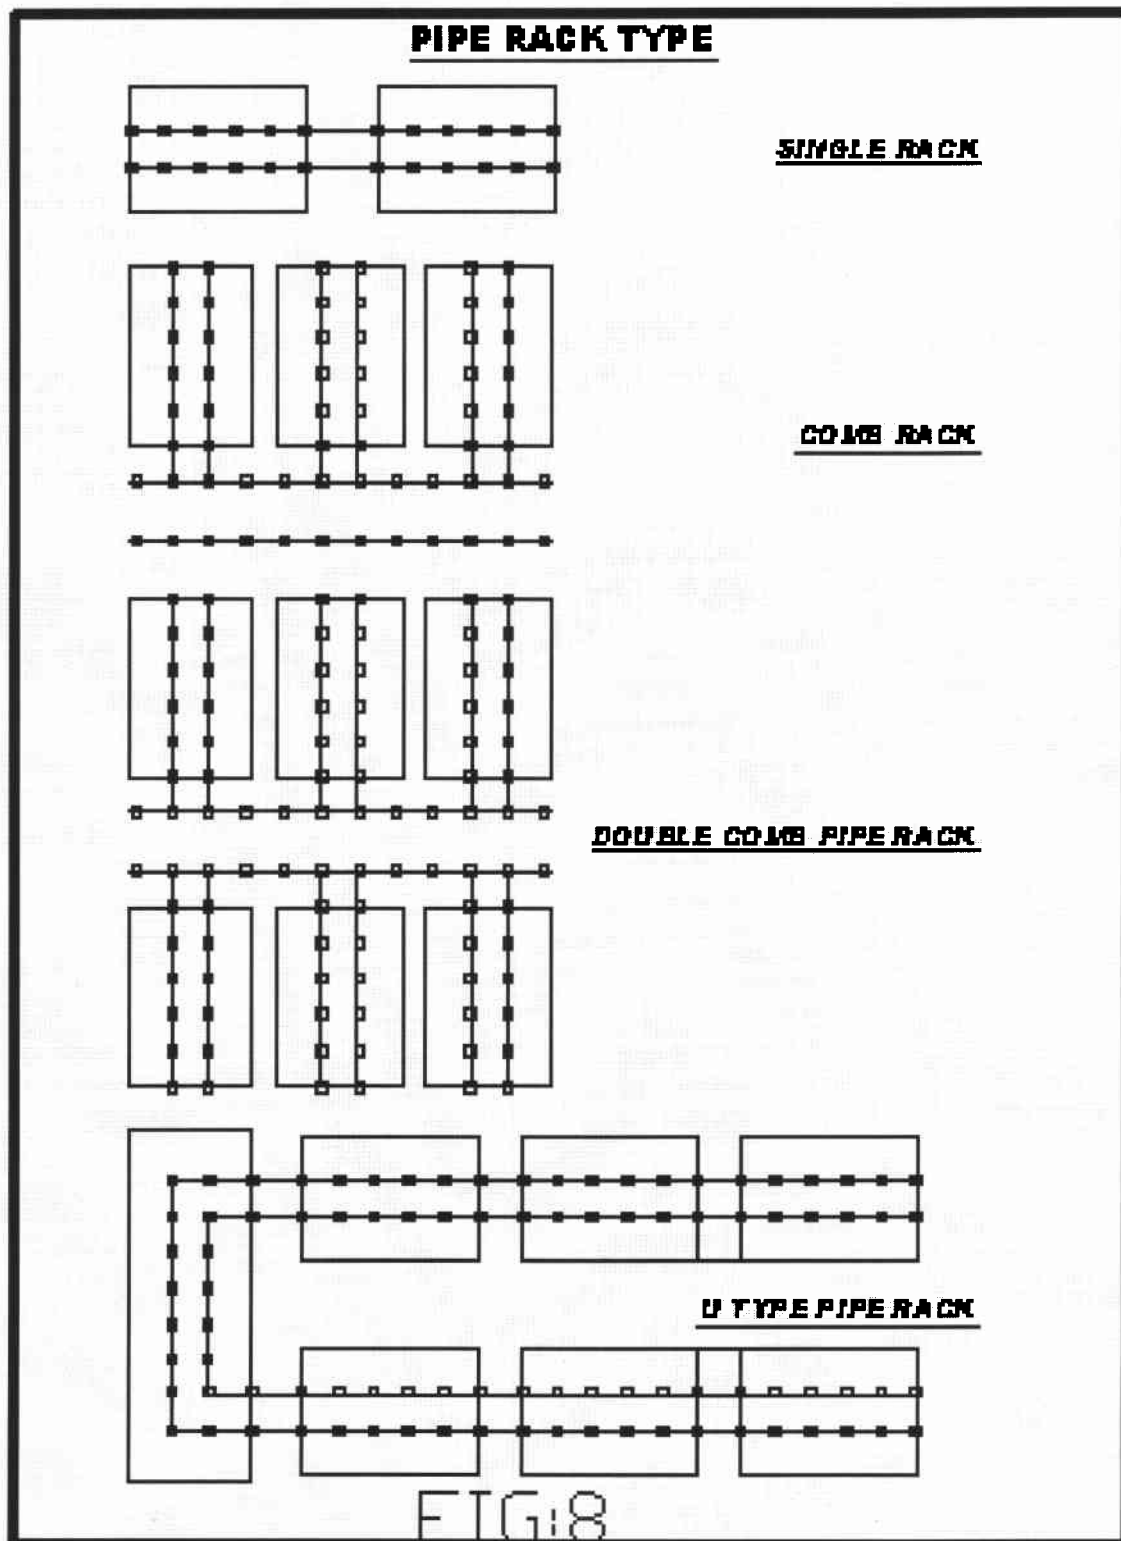 PIPE RACK TYPE
SINGLE RACK
COMB RACK
DOUBLE COMB PIPE RACK
U TYPE PIPE RACK
FIG:8